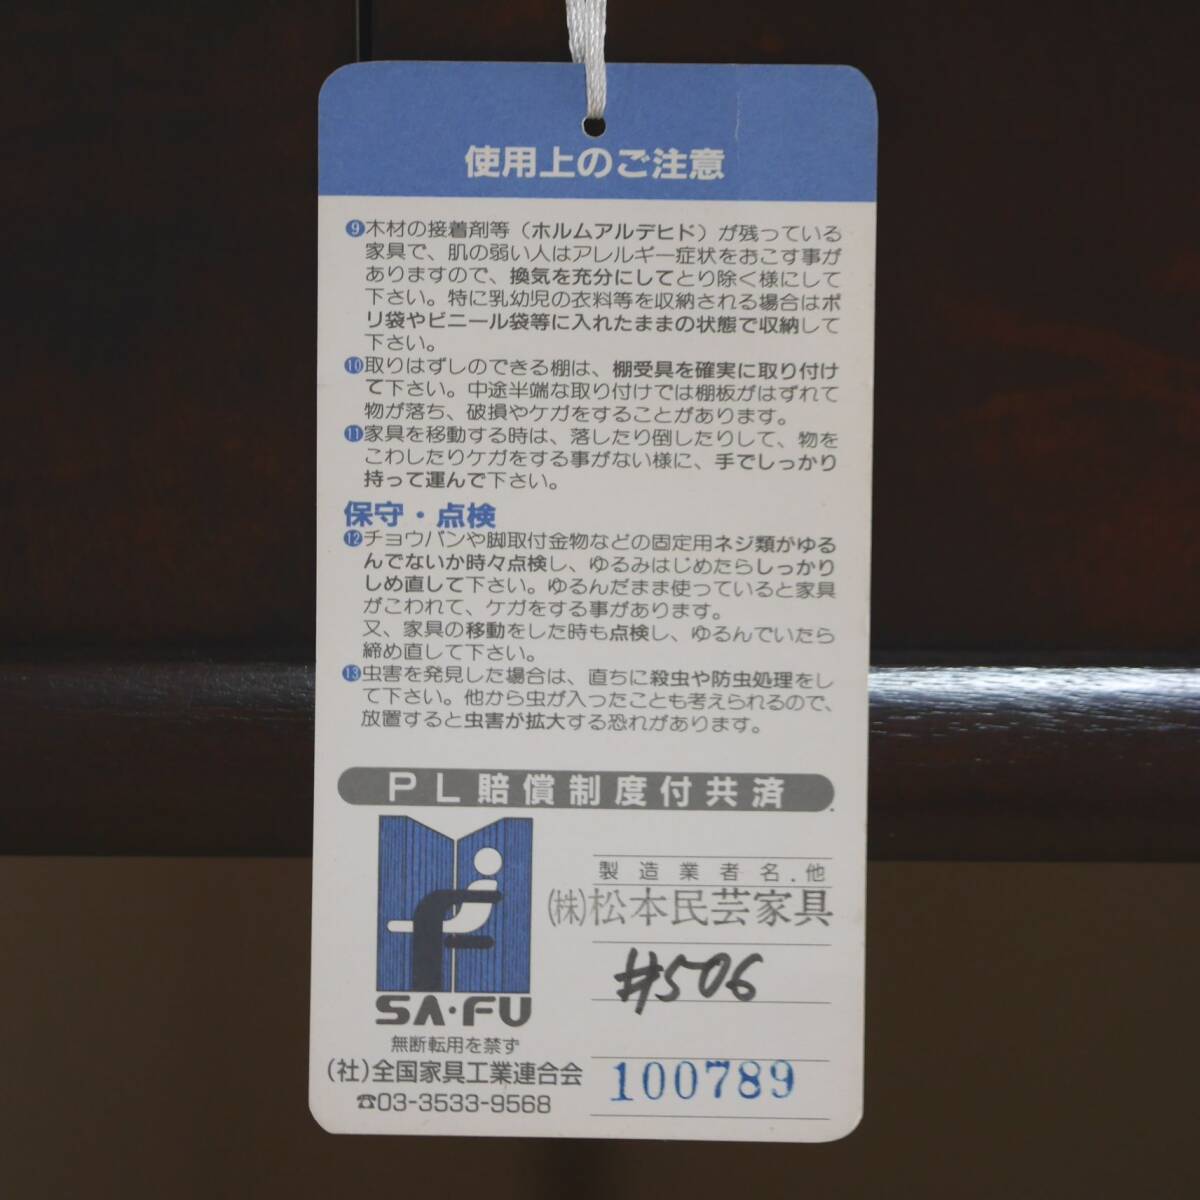 使用上のご注意
❾木材の接着剤等（ホルムアルデヒド）が残っている
家具で、肌の弱い人はアレルギー症状をおこす事が
ありますので、換気を充分にしてとり除く様にして
下さい。特に乳幼児の衣料等を収納される場合はポ
リ袋やビニール袋等に入れたままの状態で収納して
下さい。
❿取りはずしのできる棚は、棚受具を確実に取り付け
て下さい。中途半端な取り付けでは棚板がはずれて
物が落ち、破損やケガをすることがあります。
⓫家具を移動する時は、落したり倒したりして、物を
こわしたりケガをする事がない様に、手でしっかり
持って運んで下さい。
保守・点検
⓬チョウバンや脚取付金物などの固定用ネジ類がゆる
んでないか時々点検し、ゆるみはじめたらしっかり
しめ直して下さい。ゆるんだまま使っていると家具
がこわれて、ケガをする事があります。
又、家具の移動をした時も点検し、ゆるんでいたら
締め直して下さい。
⓭虫害を発見した場合は、直ちに殺虫や防虫処理をし
て下さい。他から虫が入ったことも考えられるので、
放置すると虫害が拡大する恐れがあります。
PL賠償制度付共済
製造業者名.他
(株)松本民芸家具
#506
100789
SA・FU
無断転用を禁ず
(社)全国家具工業連合会
☎03-3533-9568